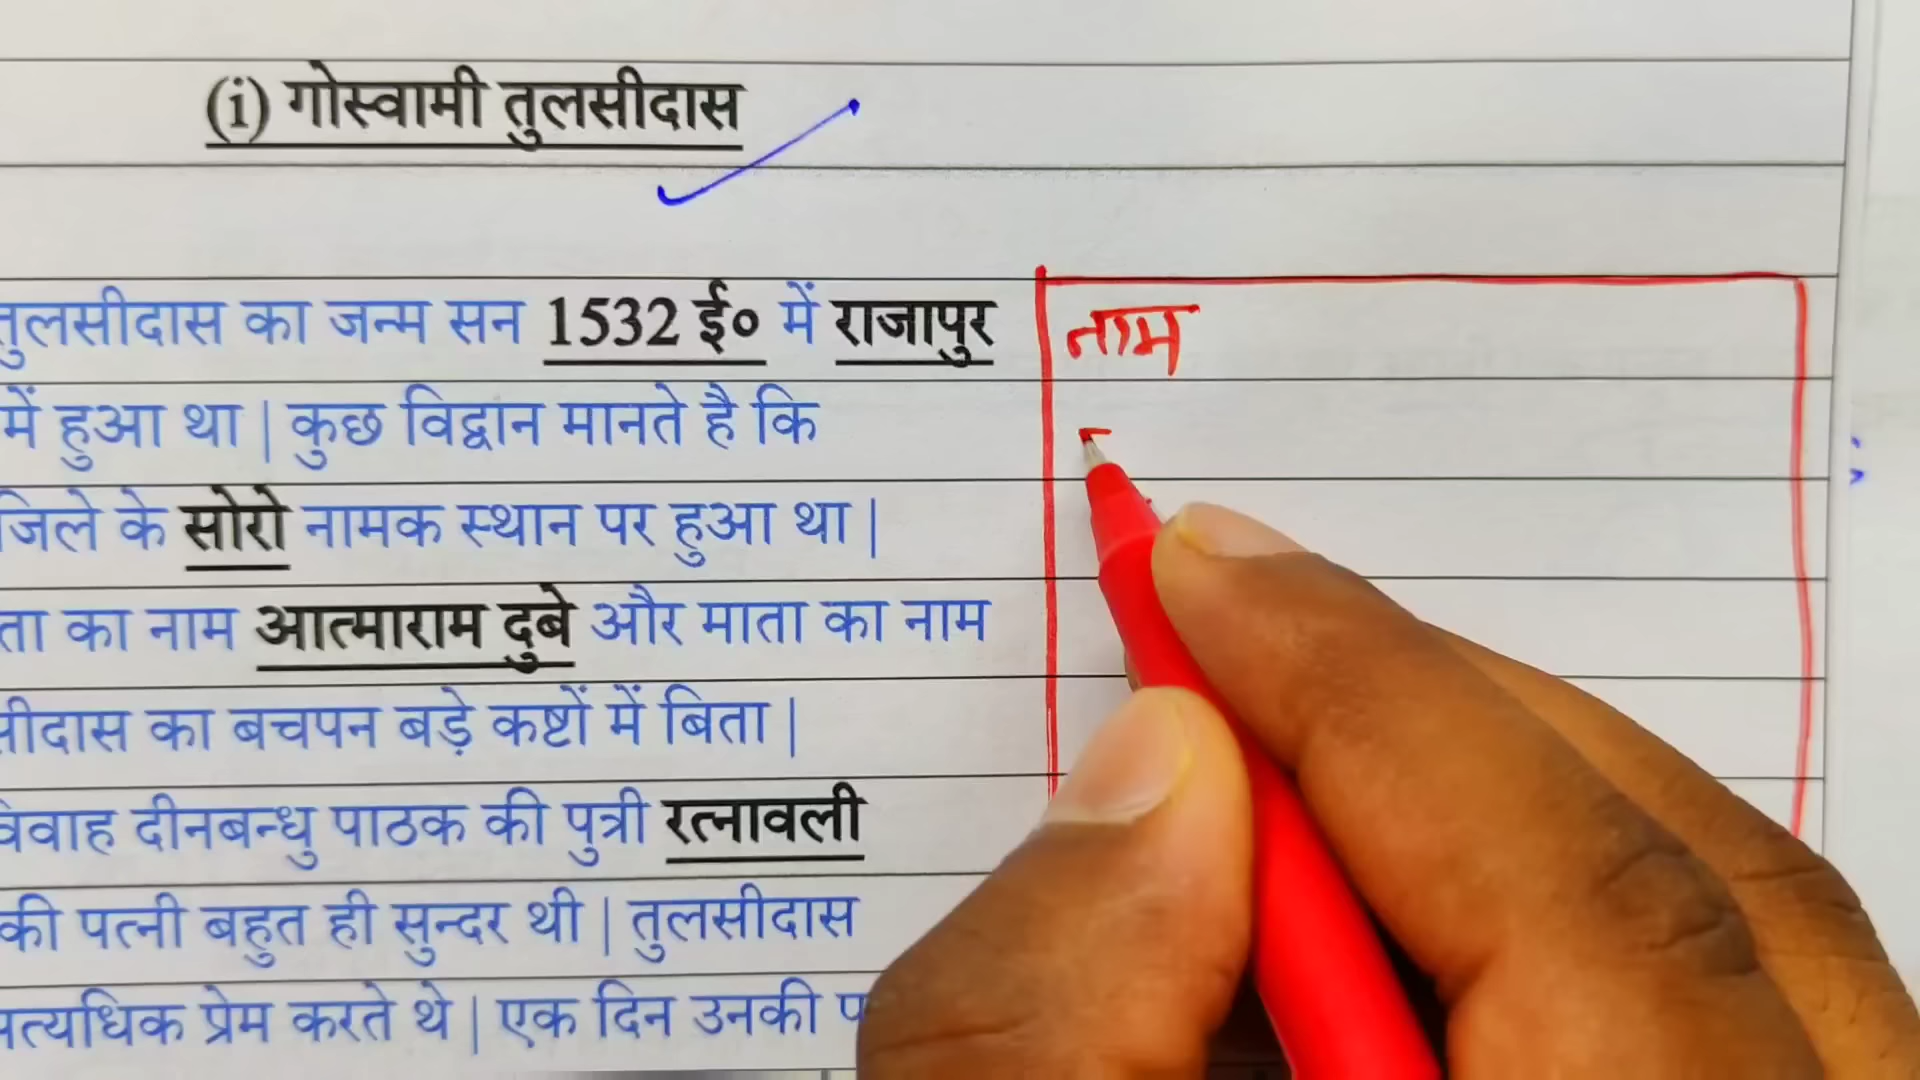 (i) गोस्वामी तुलसीदास
तुलसीदास का जन्म सन 1532 ई० में राजापुर
नाम
में हुआ था | कुछ विद्वान मानते है कि
जिले के सोरो नामक स्थान पर हुआ था |
ता का नाम आत्माराम दुबे और माता का नाम
सीदास का बचपन बड़े कष्टों में बिता |
विवाह दीनबन्धु पाठक की पुत्री रत्नावली
की पत्नी बहुत ही सुन्दर थी | तुलसीदास
त्यधिक प्रेम करते थे | एक दिन उनकी प